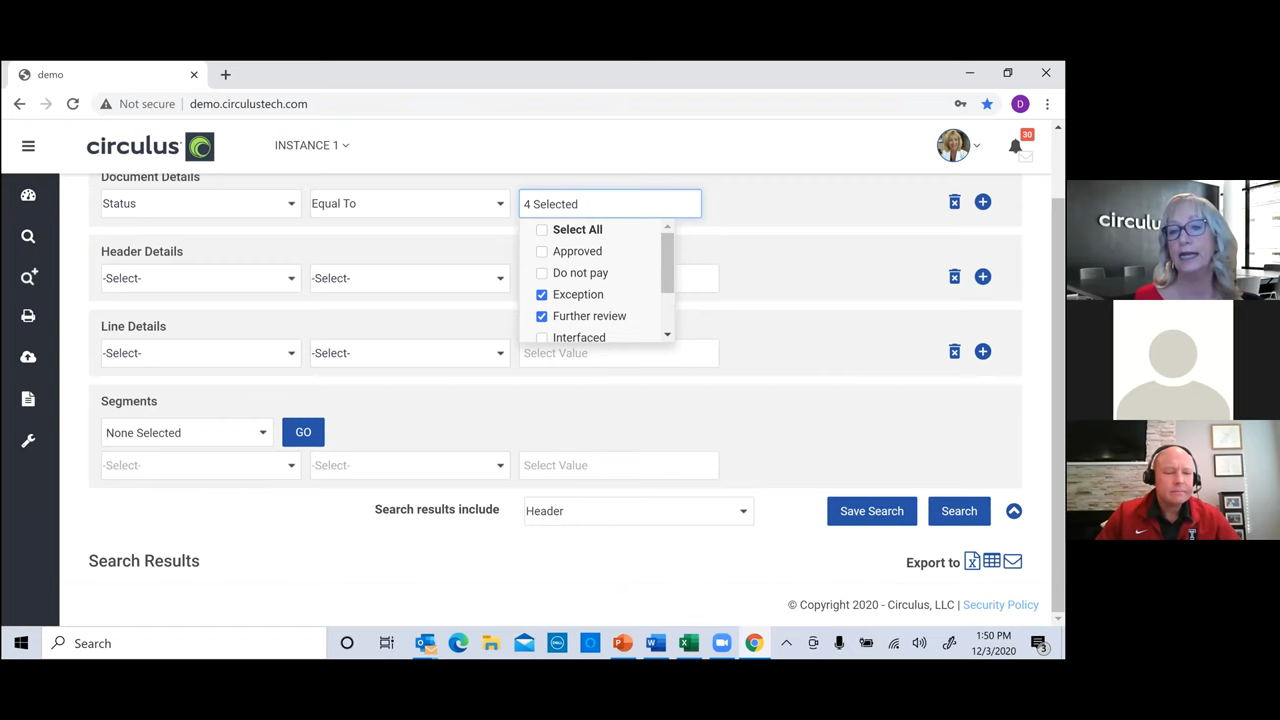 demo
Not secure
demo.circulustech.com
D
circulus
INSTANCE 1
30
Document Details
Status
Equal To
4 Selected
Select All
Approved
Do not pay
Exception
Further review
Interfaced
Header Details
-Select-
-Select-
Line Details
-Select-
-Select-
Select Value
Segments
None Selected
GO
-Select-
-Select-
Select Value
Search results include
Header
Save Search
Search
Search Results
Export to
© Copyright 2020 - Circulus, LLC | Security Policy
Search
1:50 PM
12/3/2020
3
circulus